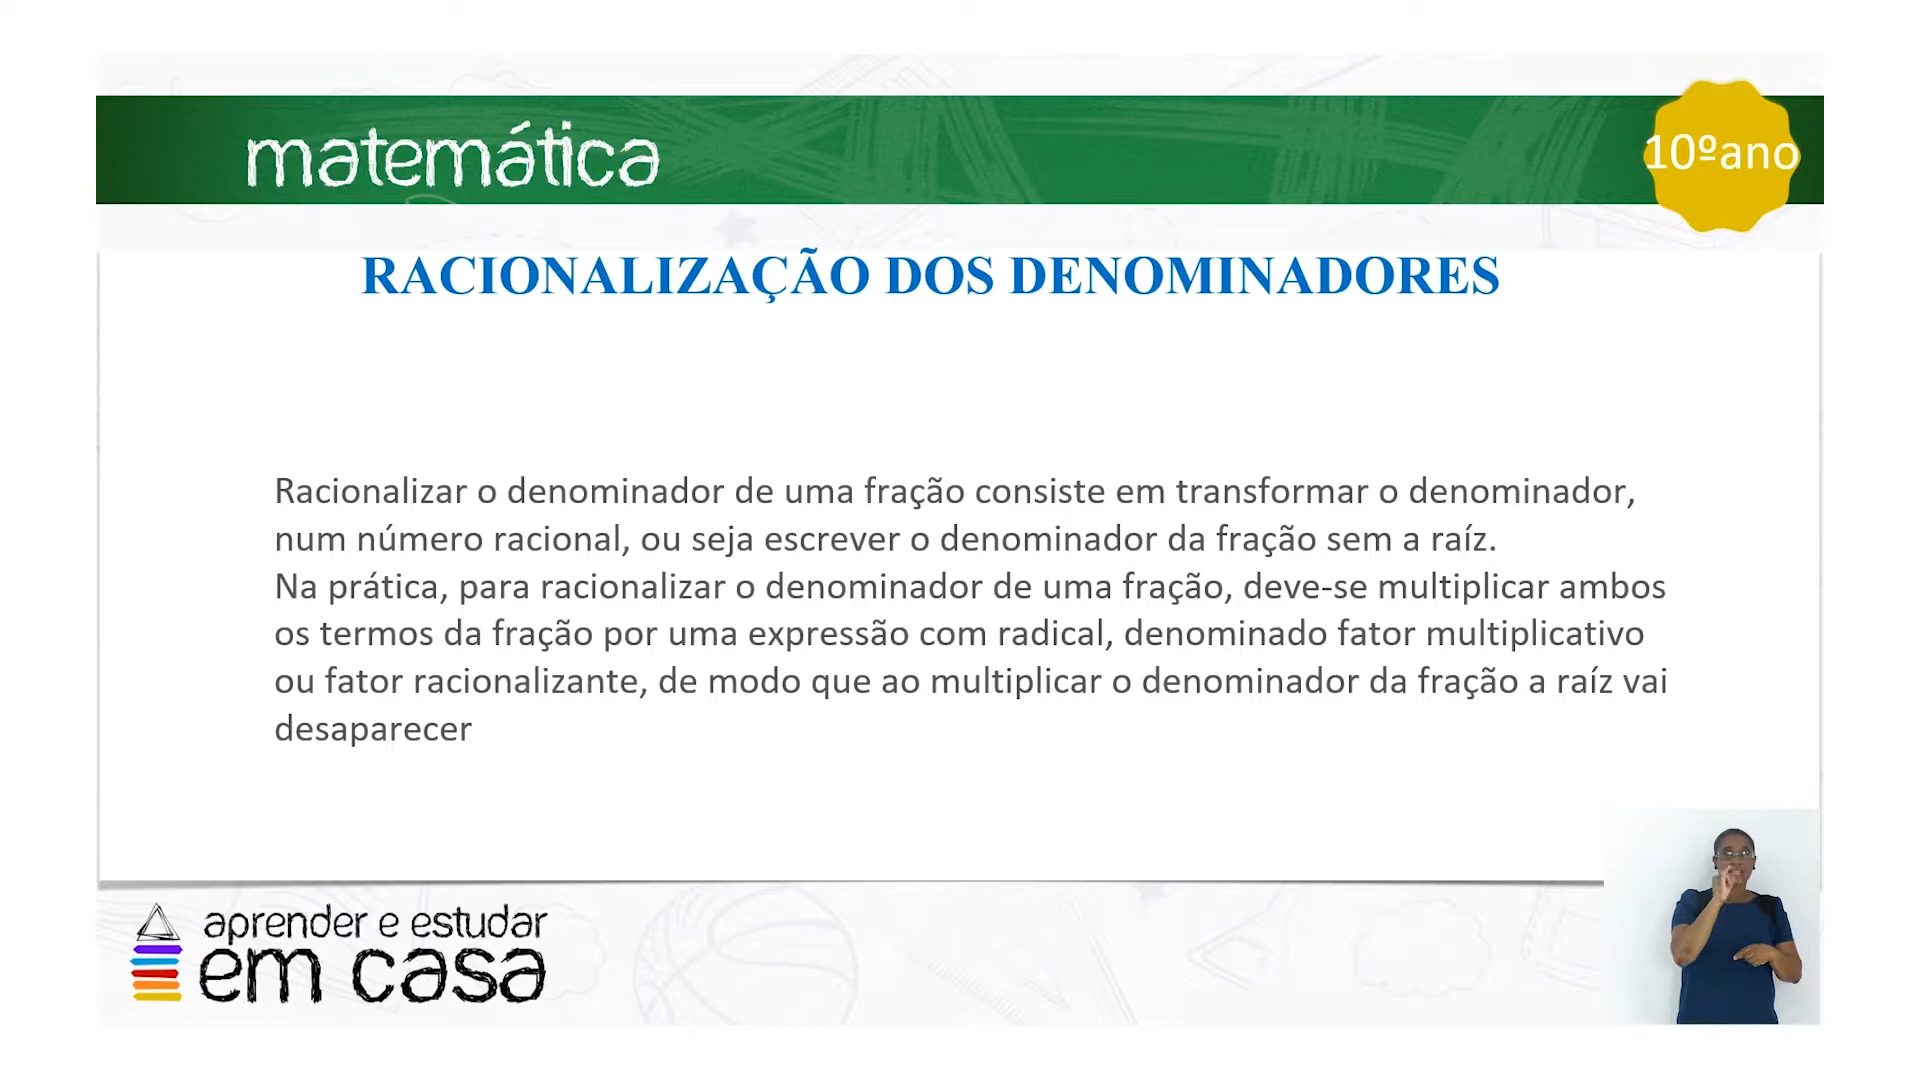 matemática
10ºano
RACIONALIZAÇÃO DOS DENOMINADORES
Racionalizar o denominador de uma fração consiste em transformar o denominador,
num número racional, ou seja escrever o denominador da fração sem a raíz.
Na prática, para racionalizar o denominador de uma fração, deve-se multiplicar ambos
os termos da fração por uma expressão com radical, denominado fator multiplicativo
ou fator racionalizante, de modo que ao multiplicar o denominador da fração a raíz vai
desaparecer
aprender e estudar
em casa